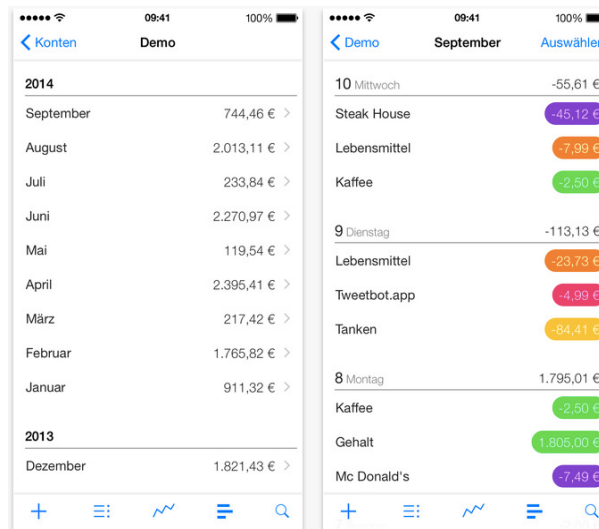 09:41 100%
Konten Demo
2014
September 744,46 €
August 2.013,11 €
Juli 233,84 €
Juni 2.270,97 €
Mai 119,54 €
April 2.395,41 €
März 217,42 €
Februar 1.765,82 €
Januar 911,32 €
2013
Dezember 1.821,43 €
09:41 100%
Demo September Auswählen
10 Mittwoch -55,61 €
Steak House -45,12 €
Lebensmittel -7,99 €
Kaffee -2,50 €
9 Dienstag -113,13 €
Lebensmittel -23,73 €
Tweetbot.app -4,99 €
Tanken -84,41 €
8 Montag 1.795,01 €
Kaffee -2,50 €
Gehalt 1.805,00 €
Mc Donald's -7,49 €